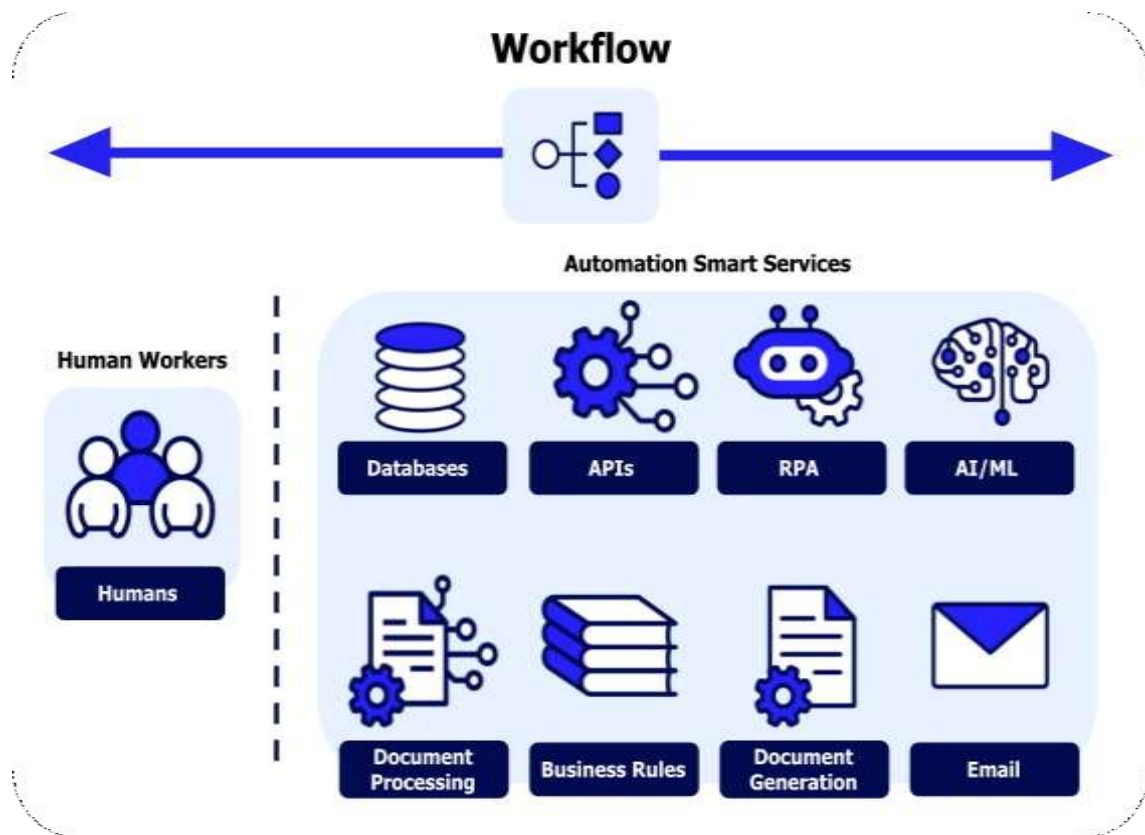 Workflow
Automation Smart Services
Human Workers
Humans
Databases
APIs
RPA
AI/ML
Document
Processing
Business Rules
Document
Generation
Email